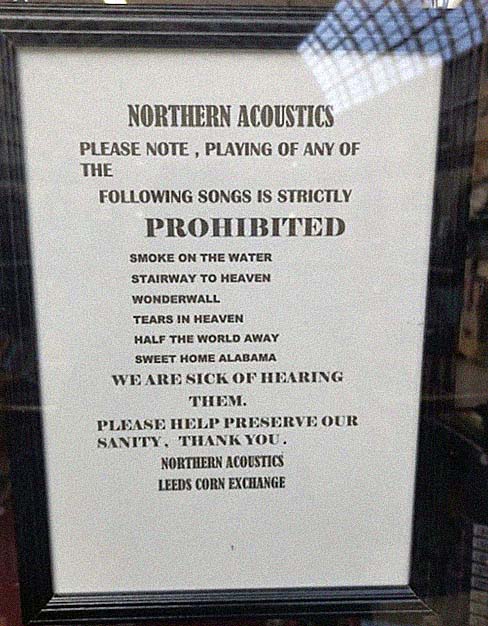 NORTHERN ACOUSTICS
PLEASE NOTE , PLAYING OF ANY OF
THE
FOLLOWING SONGS IS STRICTLY
PROHIBITED
SMOKE ON THE WATER
STAIRWAY TO HEAVEN
WONDERWALL
TEARS IN HEAVEN
HALF THE WORLD AWAY
SWEET HOME ALABAMA
WE ARE SICK OF HEARING
THEM.
PLEASE HELP PRESERVE OUR
SANITY , THANK YOU .
NORTHERN ACOUSTICS
LEEDS CORN EXCHANGE